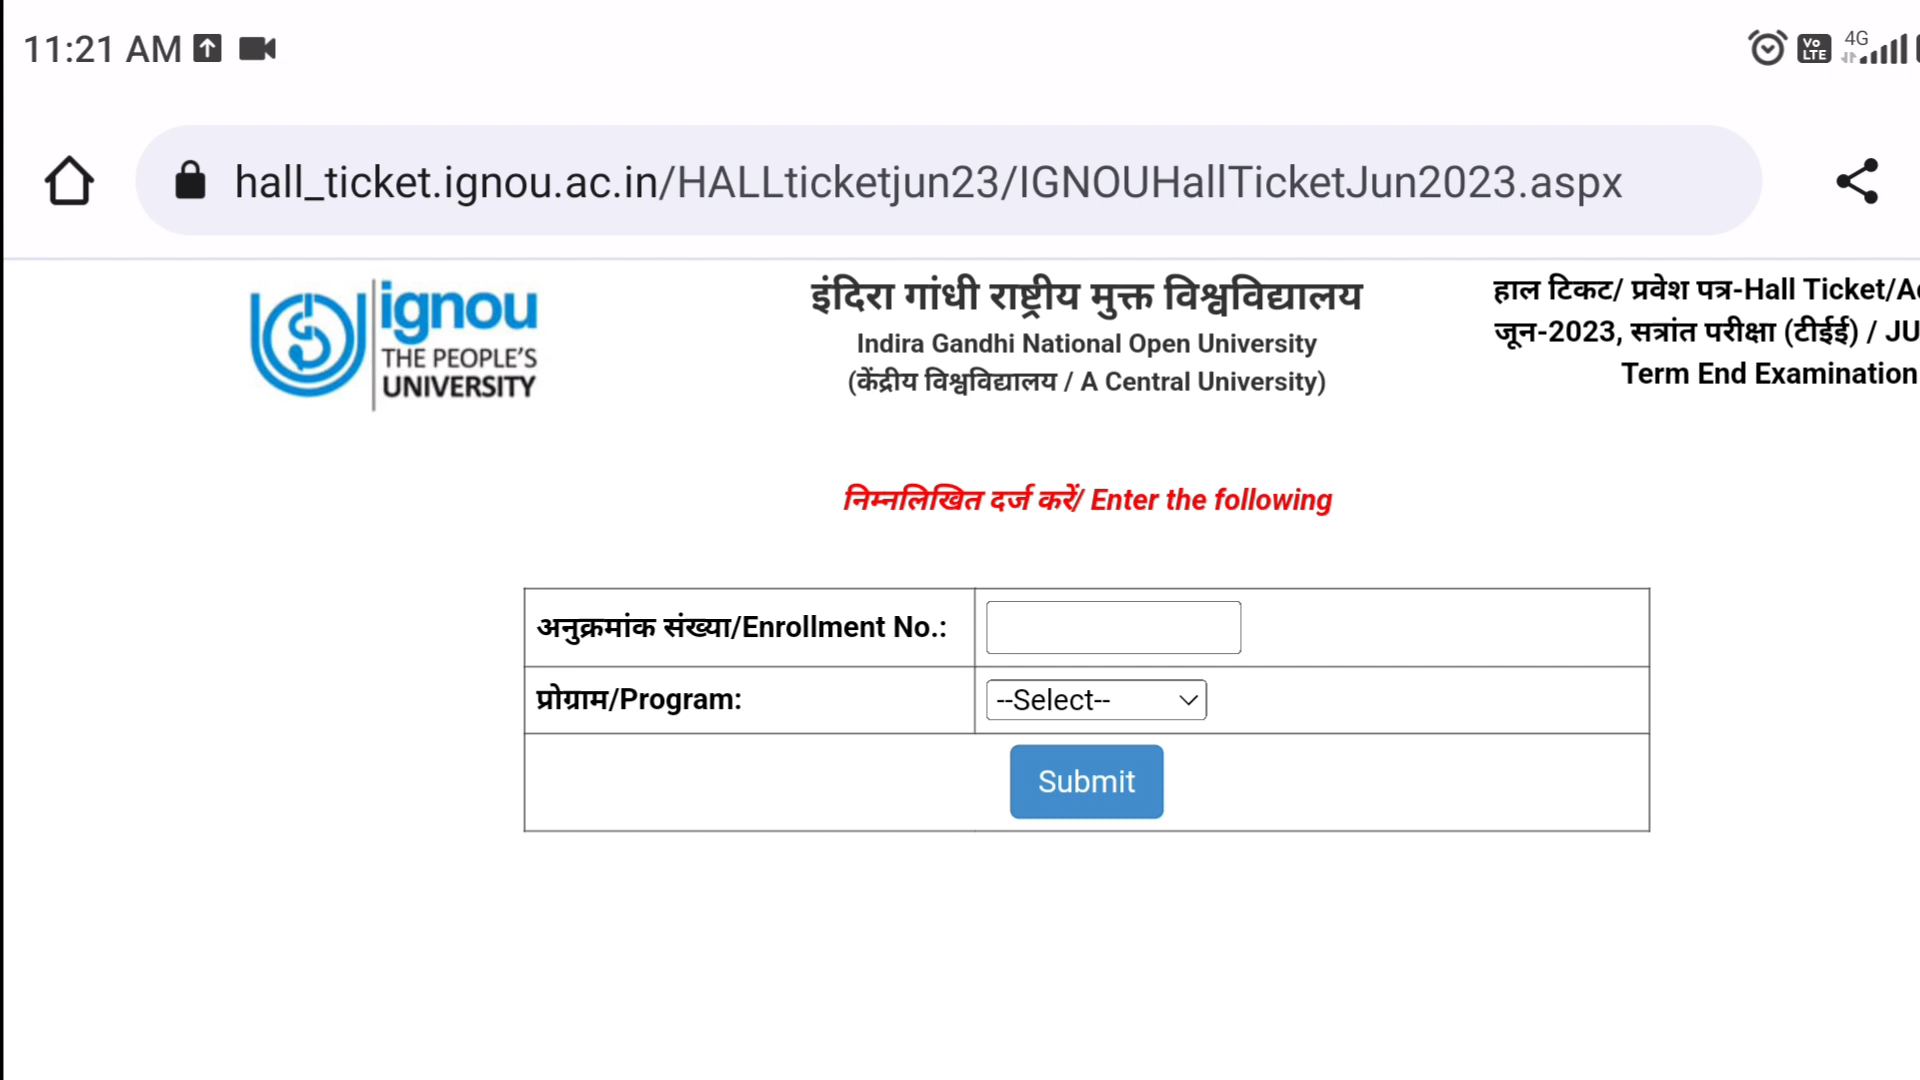 11:21 AM
Vo LTE 4G
hall_ticket.ignou.ac.in/HALLticketjun23/IGNOUHallTicketJun2023.aspx
ignou
THE PEOPLE'S
UNIVERSITY
इंदिरा गांधी राष्ट्रीय मुक्त विश्वविद्यालय
Indira Gandhi National Open University
(केंद्रीय विश्वविद्यालय / A Central University)
हाल टिकट/ प्रवेश पत्र-Hall Ticket/
जून-2023, सत्रांत परीक्षा (टीईई) /
Term End Examination
निम्नलिखित दर्ज करें/ Enter the following
अनुक्रमांक संख्या/Enrollment No.:
प्रोग्राम/Program:
--Select--
Submit